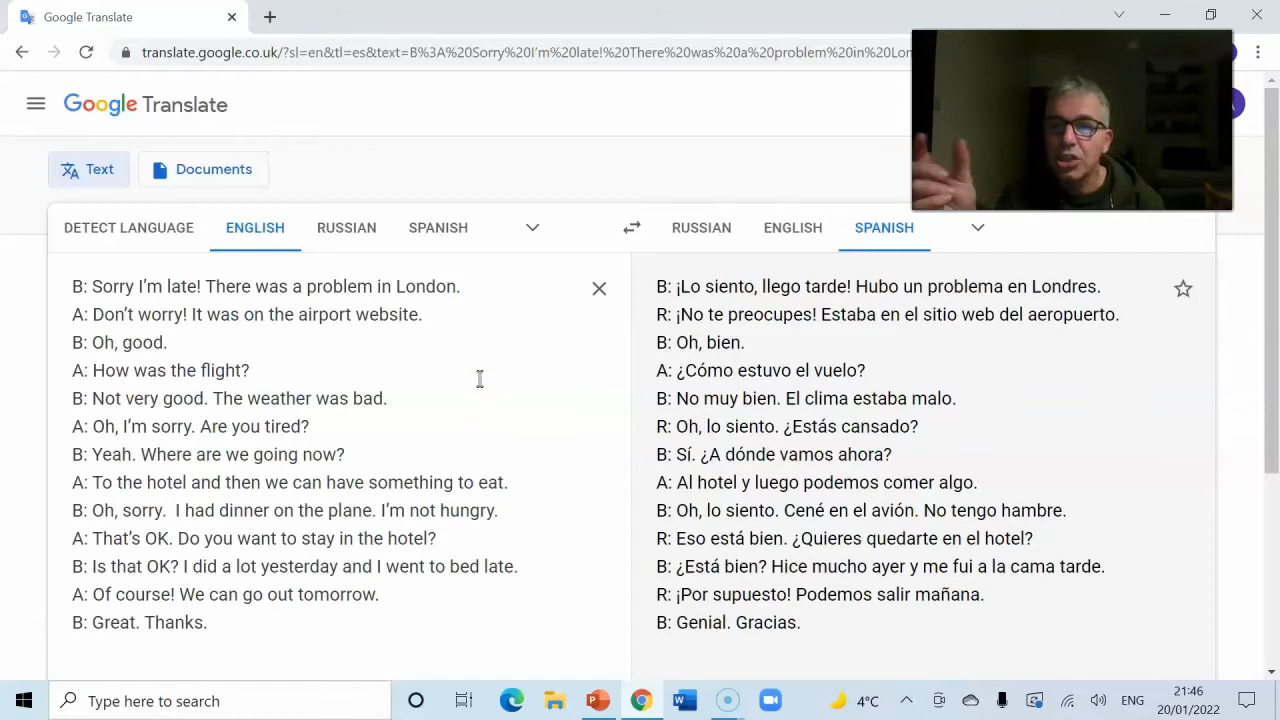 Google Translate
translate.google.co.uk/?sl=en&tl=es&text=B%3A%20Sorry%20I'm%20late!%20There%20was%20a%20problem%20in%20Lor
Google Translate
Text
Documents
DETECT LANGUAGE ENGLISH RUSSIAN SPANISH
RUSSIAN ENGLISH SPANISH
B: Sorry I’m late! There was a problem in London.
A: Don’t worry! It was on the airport website.
B: Oh, good.
A: How was the flight?
B: Not very good. The weather was bad.
A: Oh, I’m sorry. Are you tired?
B: Yeah. Where are we going now?
A: To the hotel and then we can have something to eat.
B: Oh, sorry.  I had dinner on the plane. I’m not hungry.
A: That’s OK. Do you want to stay in the hotel?
B: Is that OK? I did a lot yesterday and I went to bed late.
A: Of course! We can go out tomorrow.
B: Great. Thanks.
B: ¡Lo siento, llego tarde! Hubo un problema en Londres.
R: ¡No te preocupes! Estaba en el sitio web del aeropuerto.
B: Oh, bien.
A: ¿Cómo estuvo el vuelo?
B: No muy bien. El clima estaba malo.
R: Oh, lo siento. ¿Estás cansado?
B: Sí. ¿A dónde vamos ahora?
A: Al hotel y luego podemos comer algo.
B: Oh, lo siento. Cené en el avión. No tengo hambre.
R: Eso está bien. ¿Quieres quedarte en el hotel?
B: ¿Está bien? Hice mucho ayer y me fui a la cama tarde.
R: ¡Por supuesto! Podemos salir mañana.
B: Genial. Gracias.
Type here to search
4°C
ENG
21:46
20/01/2022